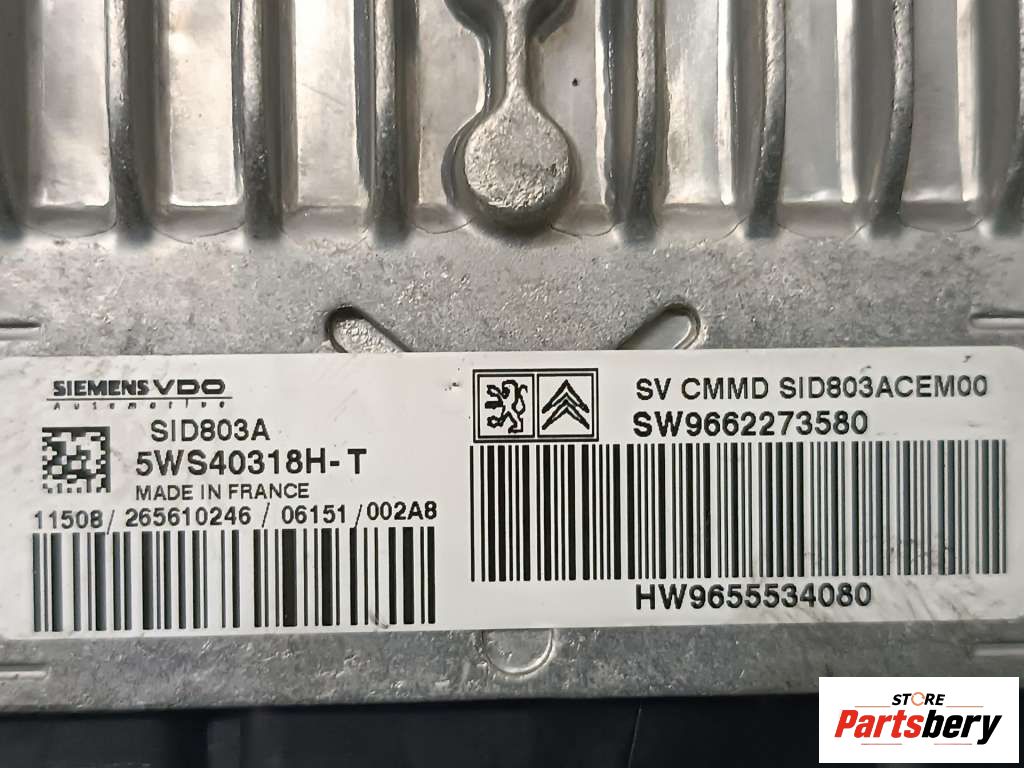 SIEMENS VDO
Automotive
SID803A
5WS40318H-T
MADE IN FRANCE
11508/265610246/06151/002A8
SV CMMD SID803ACEM00
SW9662273580
HW9655534080
STORE
Partsbery